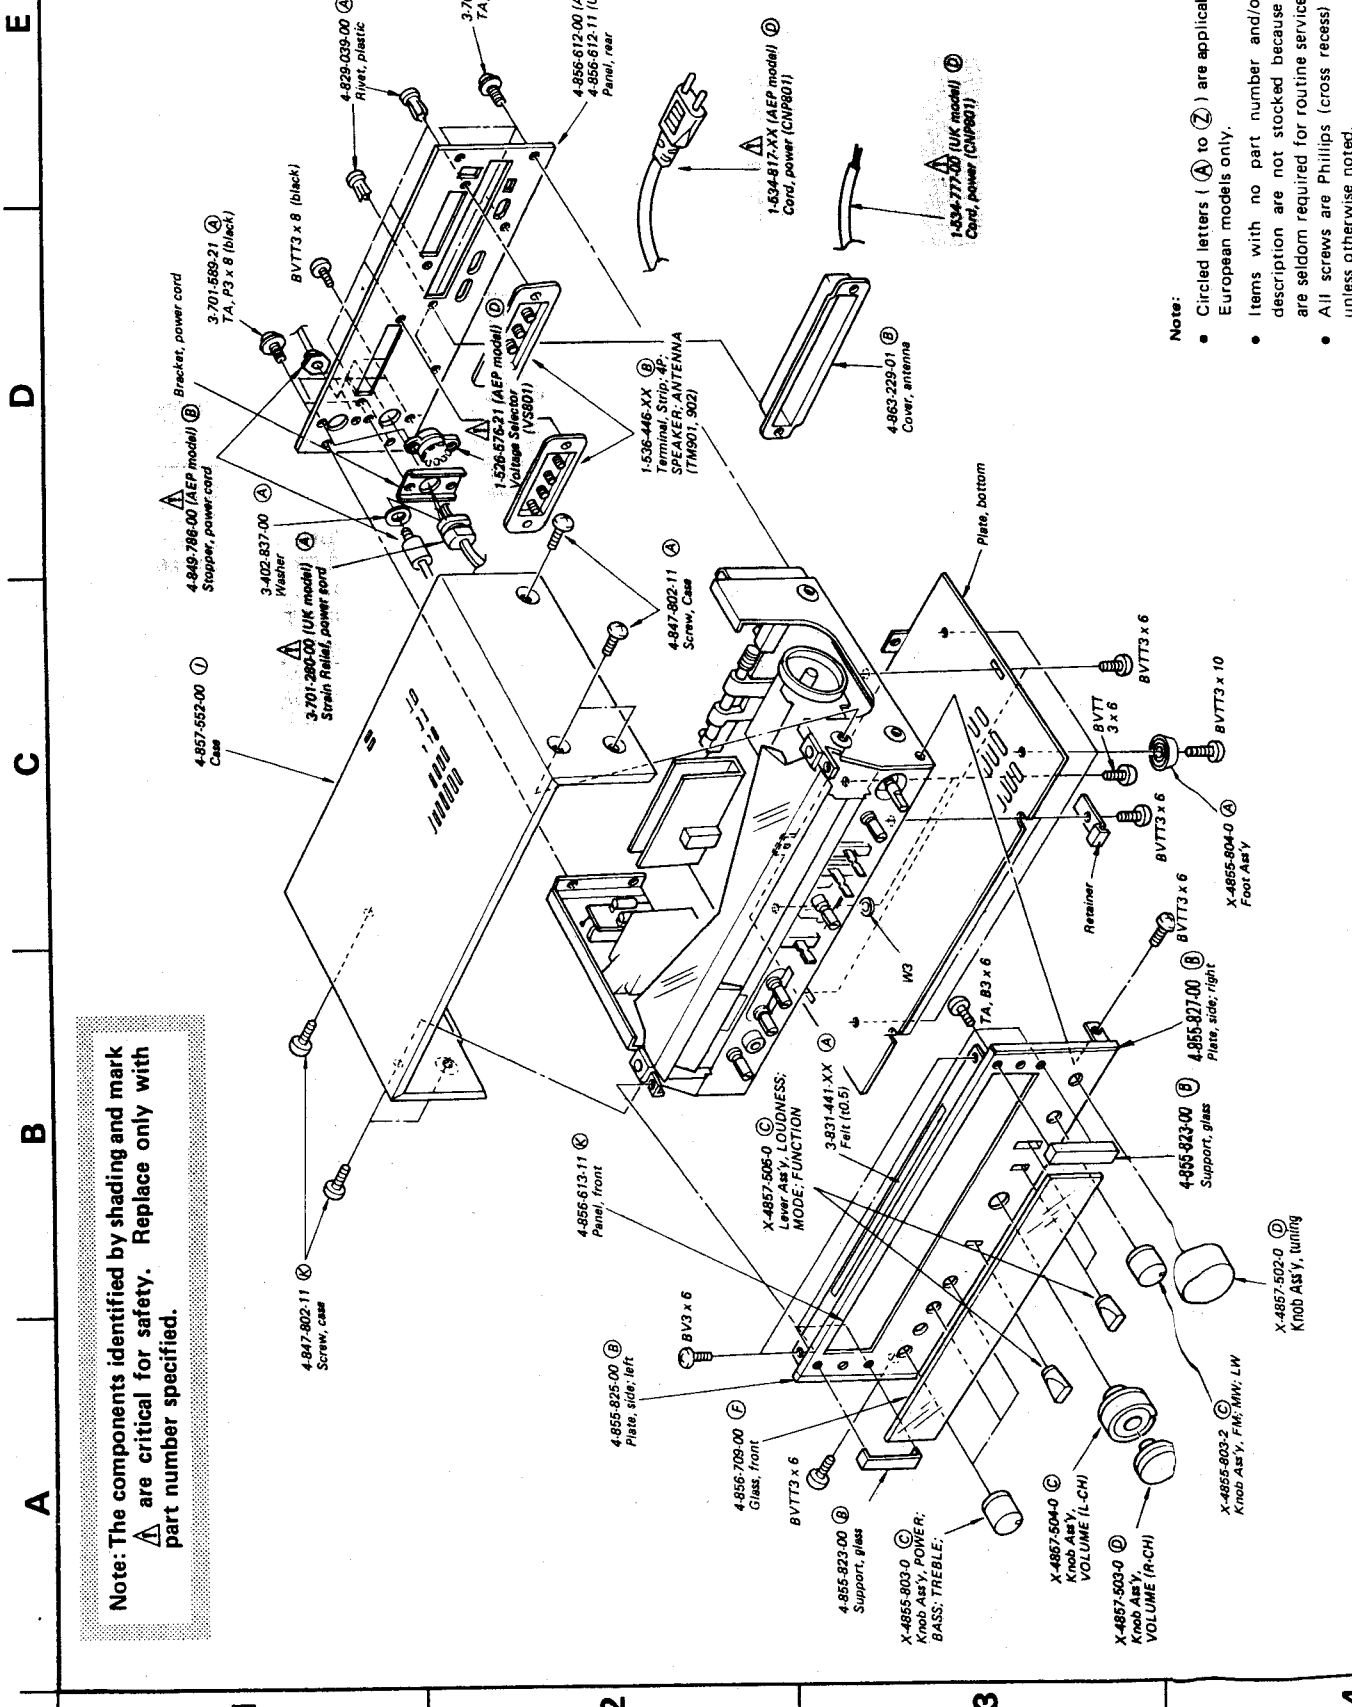 A
B
C
D
E
2
3
Note: The components identified by shading and mark
⚠ are critical for safety. Replace only with
part number specified.
4-847-802-11 Ⓚ
Screw, case
4-857-552-00 Ⓘ
Case
4-849-786-00 (AEP model) Ⓑ
Stopper, power cord
3-402-837-00 Ⓐ
Washer
3-701-280-00 (UK model) Ⓐ
Strain Relief, power cord
Bracket, power cord
3-701-589-21 Ⓐ
TA, P3 x 8 (black)
BVTT3 x 8 (black)
4-829-039-00 Ⓐ
Rivet, plastic
TA,
4-856-612-00
4-856-612-11
Panel, rear
1-526-576-21 (AEP model) Ⓓ
Voltage Selector
(VS801)
1-536-446-XX Ⓑ
Terminal, Strip; 4P;
SPEAKER; ANTENNA
(TM901, 902)
1-534-817-XX (AEP model) Ⓓ
Cord, power (CNP801)
1-534-777-00 (UK model) Ⓓ
Cord, power (CNP801)
4-863-229-01 Ⓑ
Cover, antenna
4-847-802-11 Ⓐ
Screw, Case
Plate, bottom
BVTT3 x 6
BVTT
3 x 6
BVTT3 x 10
X-4855-804-0 Ⓐ
Foot Ass'y
BVTT3 x 6
Retainer
BVTT3 x 6
W3
TA, B3 x 6
4-855-827-00 Ⓑ
Plate, side; right
4-855-823-00 Ⓑ
Support, glass
3-831-441-XX Ⓐ
Felt (t0.5)
X-4857-505-0 Ⓒ
Lever Ass'y, LOUDNESS;
MODE; FUNCTION
4-856-613-11 Ⓚ
Panel, front
BV3 x 6
4-855-825-00 Ⓑ
Plate, side; left
4-856-709-00 Ⓕ
Glass, front
BVTT3 x 6
4-855-823-00 Ⓑ
Support, glass
X-4855-803-0 Ⓒ
Knob Ass'y, POWER;
BASS; TREBLE;
X-4857-504-0 Ⓒ
Knob Ass'y,
VOLUME (L-CH)
X-4857-503-0 Ⓓ
Knob Ass'y,
VOLUME (R-CH)
X-4855-803-2 Ⓒ
Knob Ass'y, FM; MW; LW
X-4857-502-0 Ⓓ
Knob Ass'y, tuning
Note:
• Circled letters ( Ⓐ to Ⓩ ) are applical
European models only.
• Items with no part number and/o
description are not stocked because
are seldom required for routine service
• All screws are Phillips (cross recess)
unless otherwise noted.